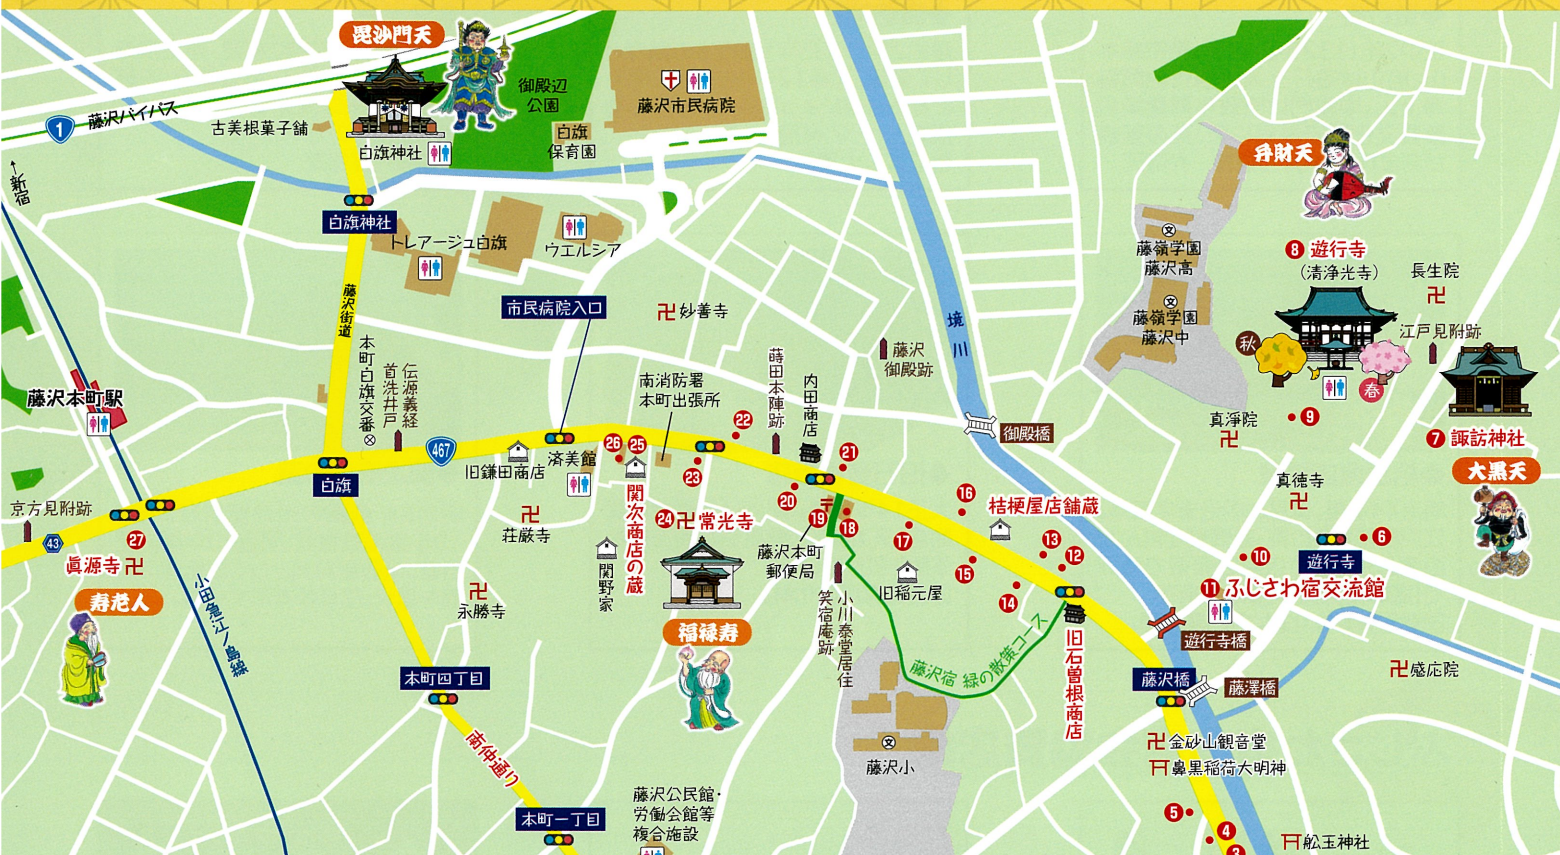 毘沙門天
御殿辺
公園
藤沢市民病院
1
藤沢バイパス
古美根菓子舗
白旗神社
白旗
保育園
←新宿
白旗神社
トレアージュ白旗
ウエルシア
弁財天
藤嶺学園
藤沢高
8 遊行寺
(清浄光寺)
長生院
藤嶺学園
藤沢中
江戸見附跡
秋
春
真浄院
9
7 諏訪神社
大黒天
市民病院入口
妙善寺
境川
藤沢街道
本町白旗交番
伝源義経
首洗井戸
藤沢
御殿跡
蒔田本陣跡
内田商店
南消防署
本町出張所
藤沢本町駅
御殿橋
467
22
26
25
21
旧鎌田商店
済美館
23
白旗
京方見附跡
43
27
眞源寺
寿老人
小田急江ノ島線
荘厳寺
関次商店の蔵
24 常光寺
関野家
永勝寺
福禄寿
20
19
18
藤沢本町
郵便局
17
16
桔梗屋店舗蔵
15
13
12
14
旧稲元屋
小川泰堂居住
笑宿庵跡
藤沢宿 緑の散策コース
旧石曽根商店
真徳寺
遊行寺
6
10
11 ふじさわ宿交流館
遊行寺橋
藤沢橋
藤澤橋
盛応院
本町四丁目
南仲通り
本町一丁目
藤沢公民館・
労働会館等
複合施設
文
藤沢小
金砂山観音堂
鼻黒稲荷大明神
5
4
3
舩玉神社